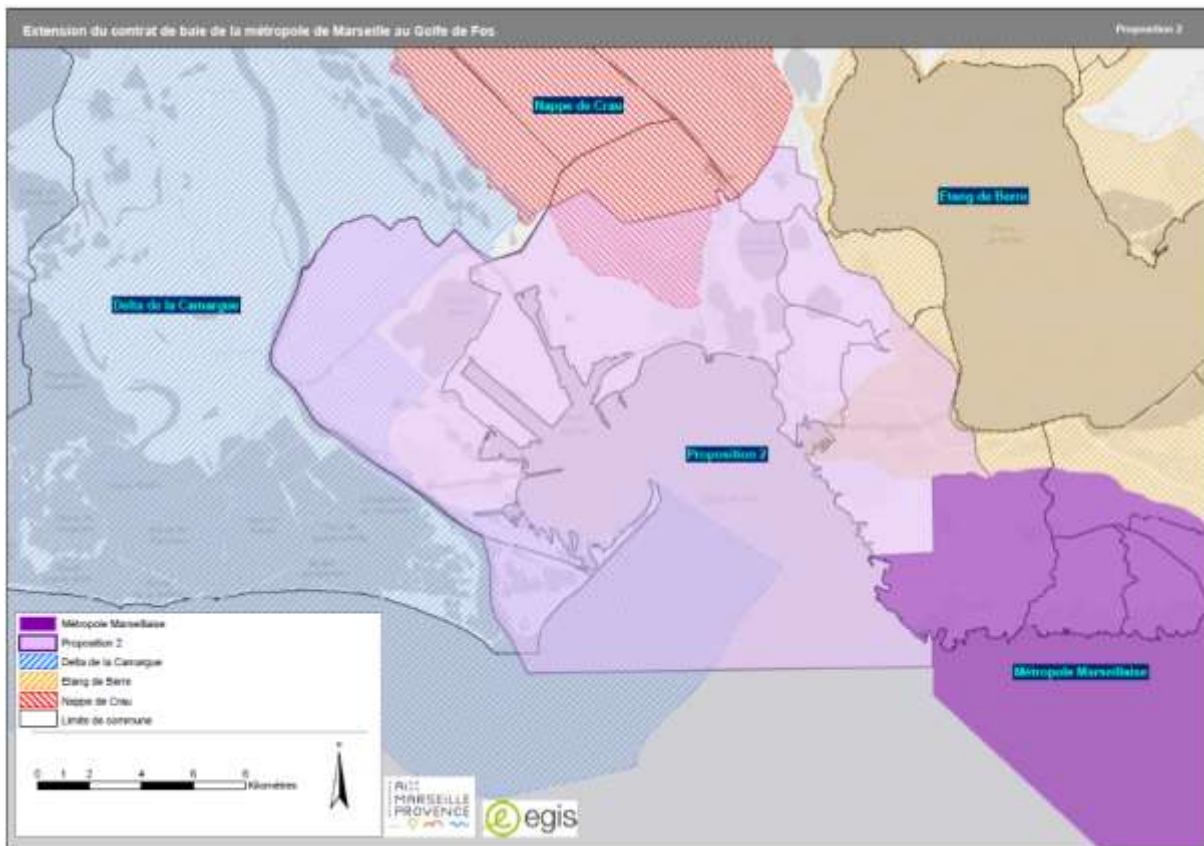 Extension du contrat de baie de la métropole de Marseille au Golfe de Fos
Proposition 2
Nappe de Crau
Etang de Berre
Delta de la Camargue
Proposition 2
Métropole Marseillaise
Métropole Marseillaise
Proposition 2
Delta de la Camargue
Etang de Berre
Nappe de Crau
Limite de commune
0 1 2 4 6 8
Kilomètres
N
AIX
MARSEILLE
PROVENCE
egis